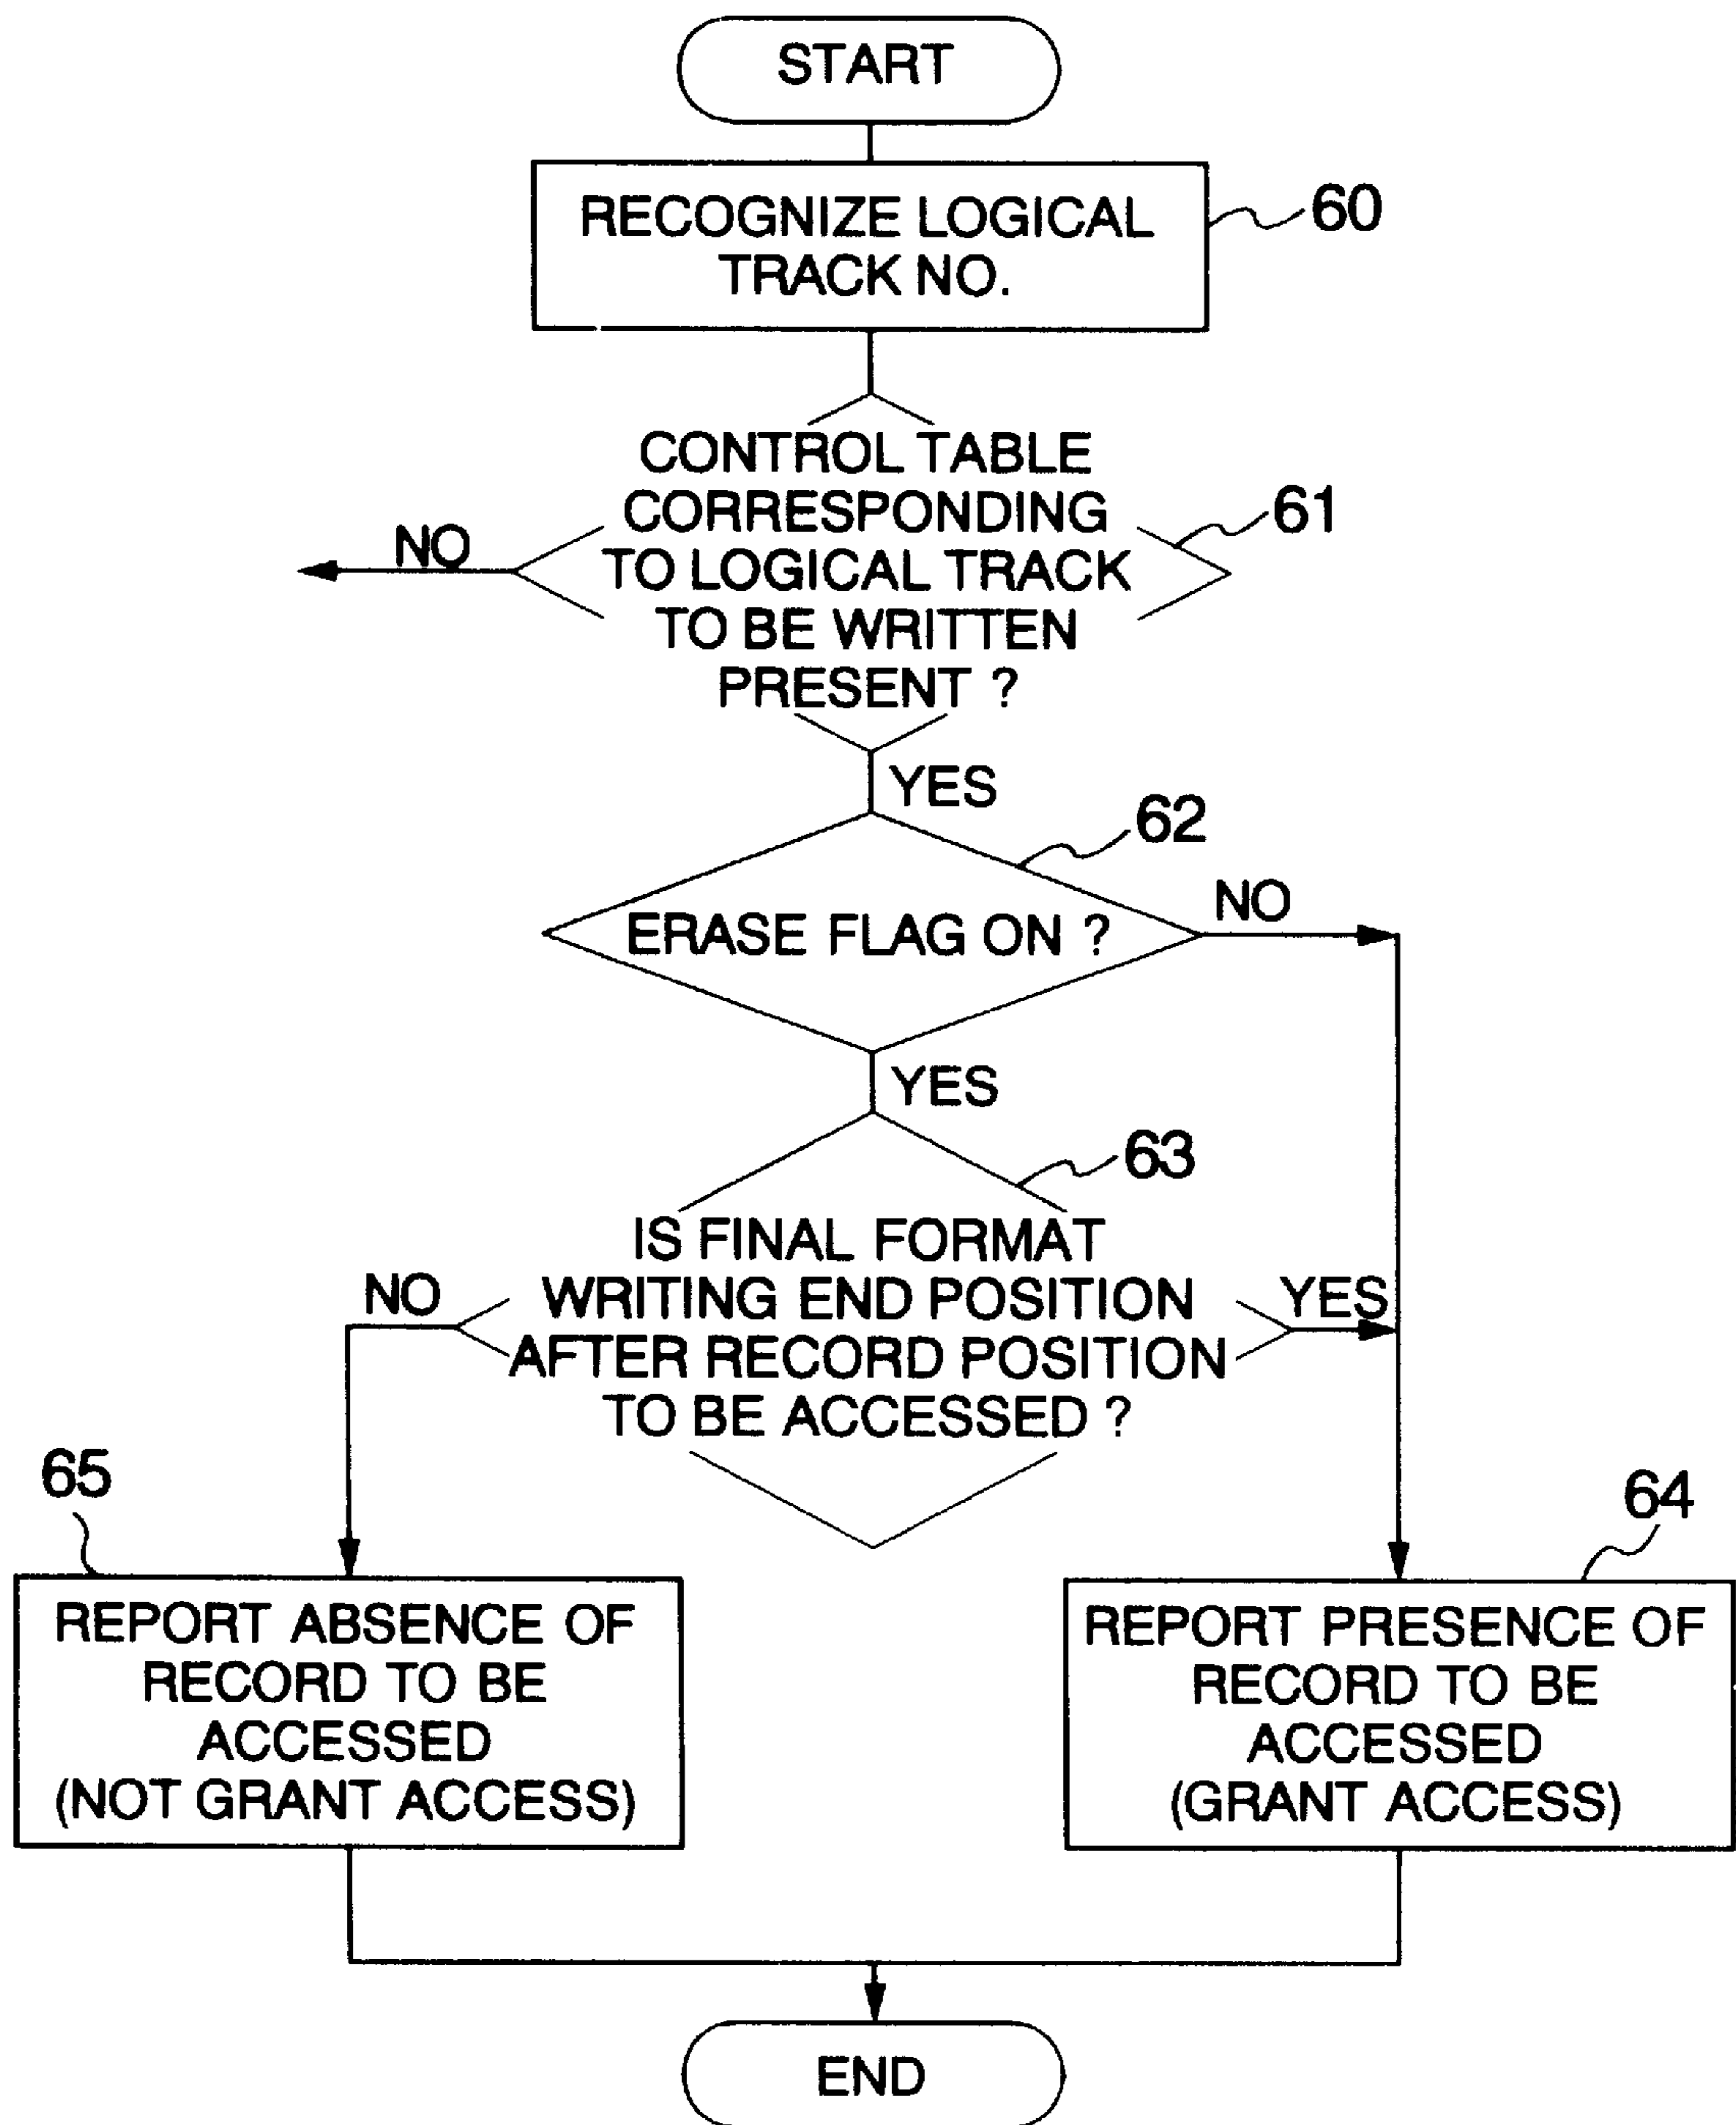 START
RECOGNIZE LOGICAL
TRACK NO.
60
CONTROL TABLE
CORRESPONDING
TO LOGICAL TRACK
TO BE WRITTEN
PRESENT ?
61
NO
YES
62
ERASE FLAG ON ?
NO
YES
63
IS FINAL FORMAT
WRITING END POSITION
AFTER RECORD POSITION
TO BE ACCESSED ?
NO
YES
65
REPORT ABSENCE OF
RECORD TO BE
ACCESSED
(NOT GRANT ACCESS)
64
REPORT PRESENCE OF
RECORD TO BE
ACCESSED
(GRANT ACCESS)
END